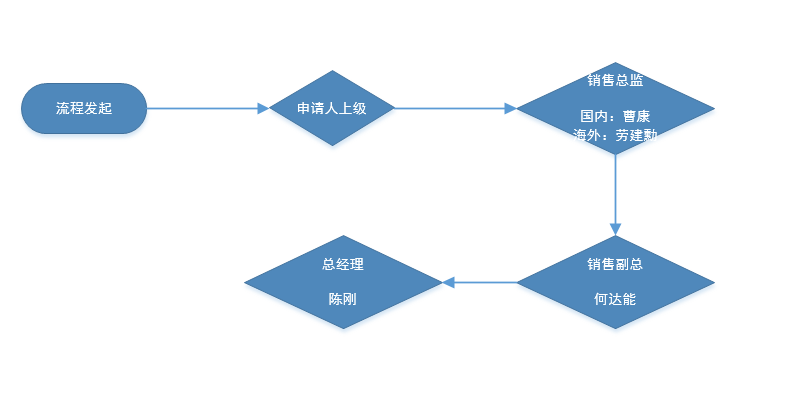 流程发起
申请人上级
销售总监
国内：曹康
海外：劳建勳
销售副总
何达能
总经理
陈刚